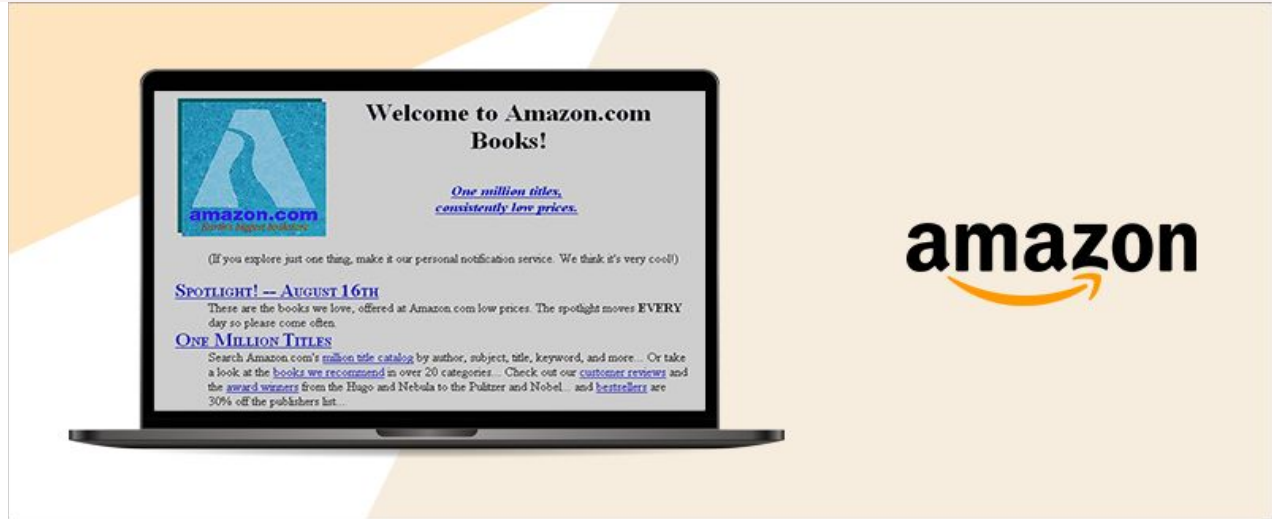 Welcome to Amazon.com
Books!
One million titles,
consistently low prices.
amazon.com
Earth's biggest bookstore
(If you explore just one thing, make it our personal notification service. We think it's very cool!)
SPOTLIGHT! -- AUGUST 16TH
These are the books we love, offered at Amazon.com low prices. The spotlight moves EVERY
day so please come often.
ONE MILLION TITLES
Search Amazon.com's million title catalog by author, subject, title, keyword, and more... Or take
a look at the books we recommend in over 20 categories... Check out our customer reviews and
the award winners from the Hugo and Nebula to the Pulitzer and Nobel... and bestsellers are
30% off the publishers list...
amazon